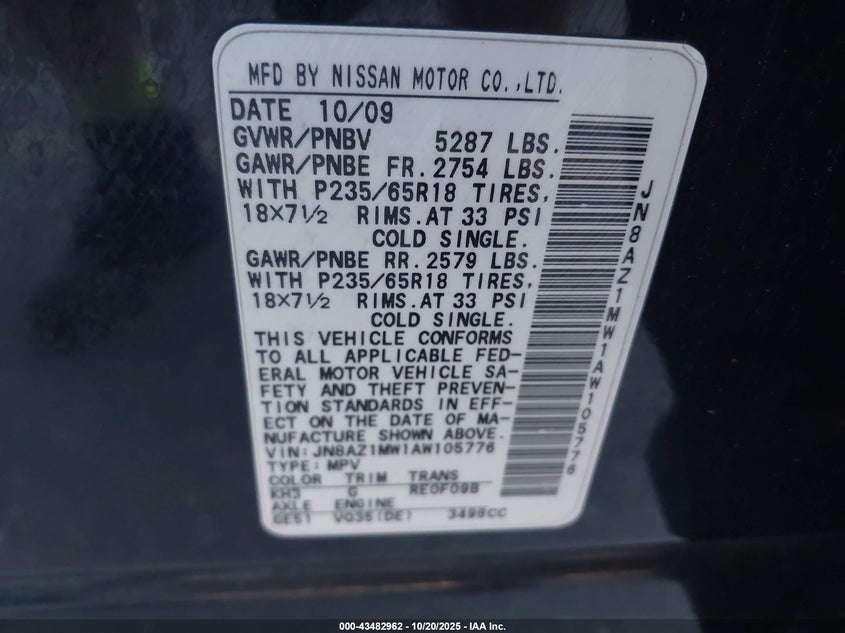 MFD BY NISSAN MOTOR CO.,LTD.
DATE 10/09
GVWR/PNBV 5287 LBS.
GAWR/PNBE FR.2754 LBS.
WITH P235/65R18 TIRES,
18×7½ RIMS.AT 33 PSI
COLD SINGLE.
GAWR/PNBE RR.2579 LBS.
WITH P235/65R18 TIRES,
18×7½ RIMS.AT 33 PSI
COLD SINGLE.
THIS VEHICLE CONFORMS
TO ALL APPLICABLE FED-
ERAL MOTOR VEHICLE SA-
FETY AND THEFT PREVEN-
TION STANDARDS IN EFF-
ECT ON THE DATE OF MA-
NUFACTURE SHOWN ABOVE.
VIN:JN8AZ1MW1AW105776
TYPE:MPV
COLOR TRIM TRANS
KH3 G RE0F09B
AXLE ENGINE
GE51 VQ35(DE) 3498CC
JN8AZ1MW1AW105776
000-43482962 - 10/20/2025 - IAA Inc.